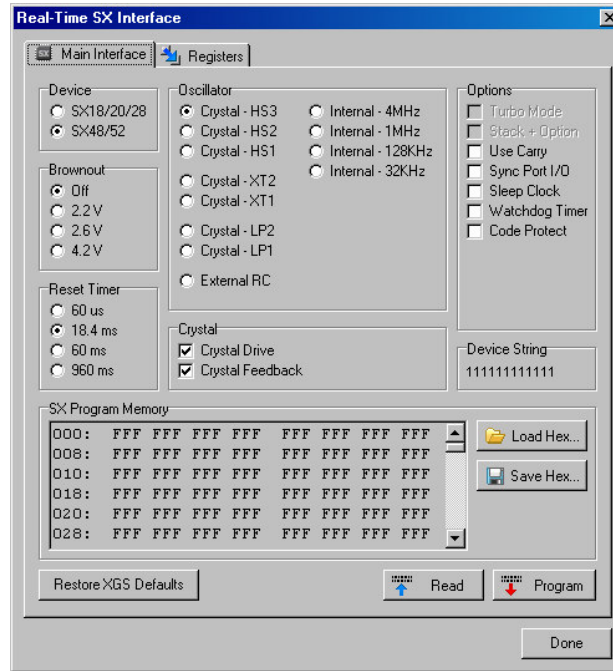 Real-Time SX Interface
Main Interface
Registers
Device
SX18/20/28
SX48/52
Brownout
Off
2.2 V
2.6 V
4.2 V
Reset Timer
60 us
18.4 ms
60 ms
960 ms
Oscillator
Crystal - HS3
Crystal - HS2
Crystal - HS1
Crystal - XT2
Crystal - XT1
Crystal - LP2
Crystal - LP1
External RC
Internal - 4MHz
Internal - 1MHz
Internal - 128KHz
Internal - 32KHz
Crystal
Crystal Drive
Crystal Feedback
Options
Turbo Mode
Stack + Option
Use Carry
Sync Port I/O
Sleep Clock
Watchdog Timer
Code Protect
Device String
111111111111
SX Program Memory
000: FFF FFF FFF FFF FFF FFF FFF FFF
008: FFF FFF FFF FFF FFF FFF FFF FFF
010: FFF FFF FFF FFF FFF FFF FFF FFF
018: FFF FFF FFF FFF FFF FFF FFF FFF
020: FFF FFF FFF FFF FFF FFF FFF FFF
028: FFF FFF FFF FFF FFF FFF FFF FFF
Load Hex...
Save Hex...
Restore XGS Defaults
Read
Program
Done